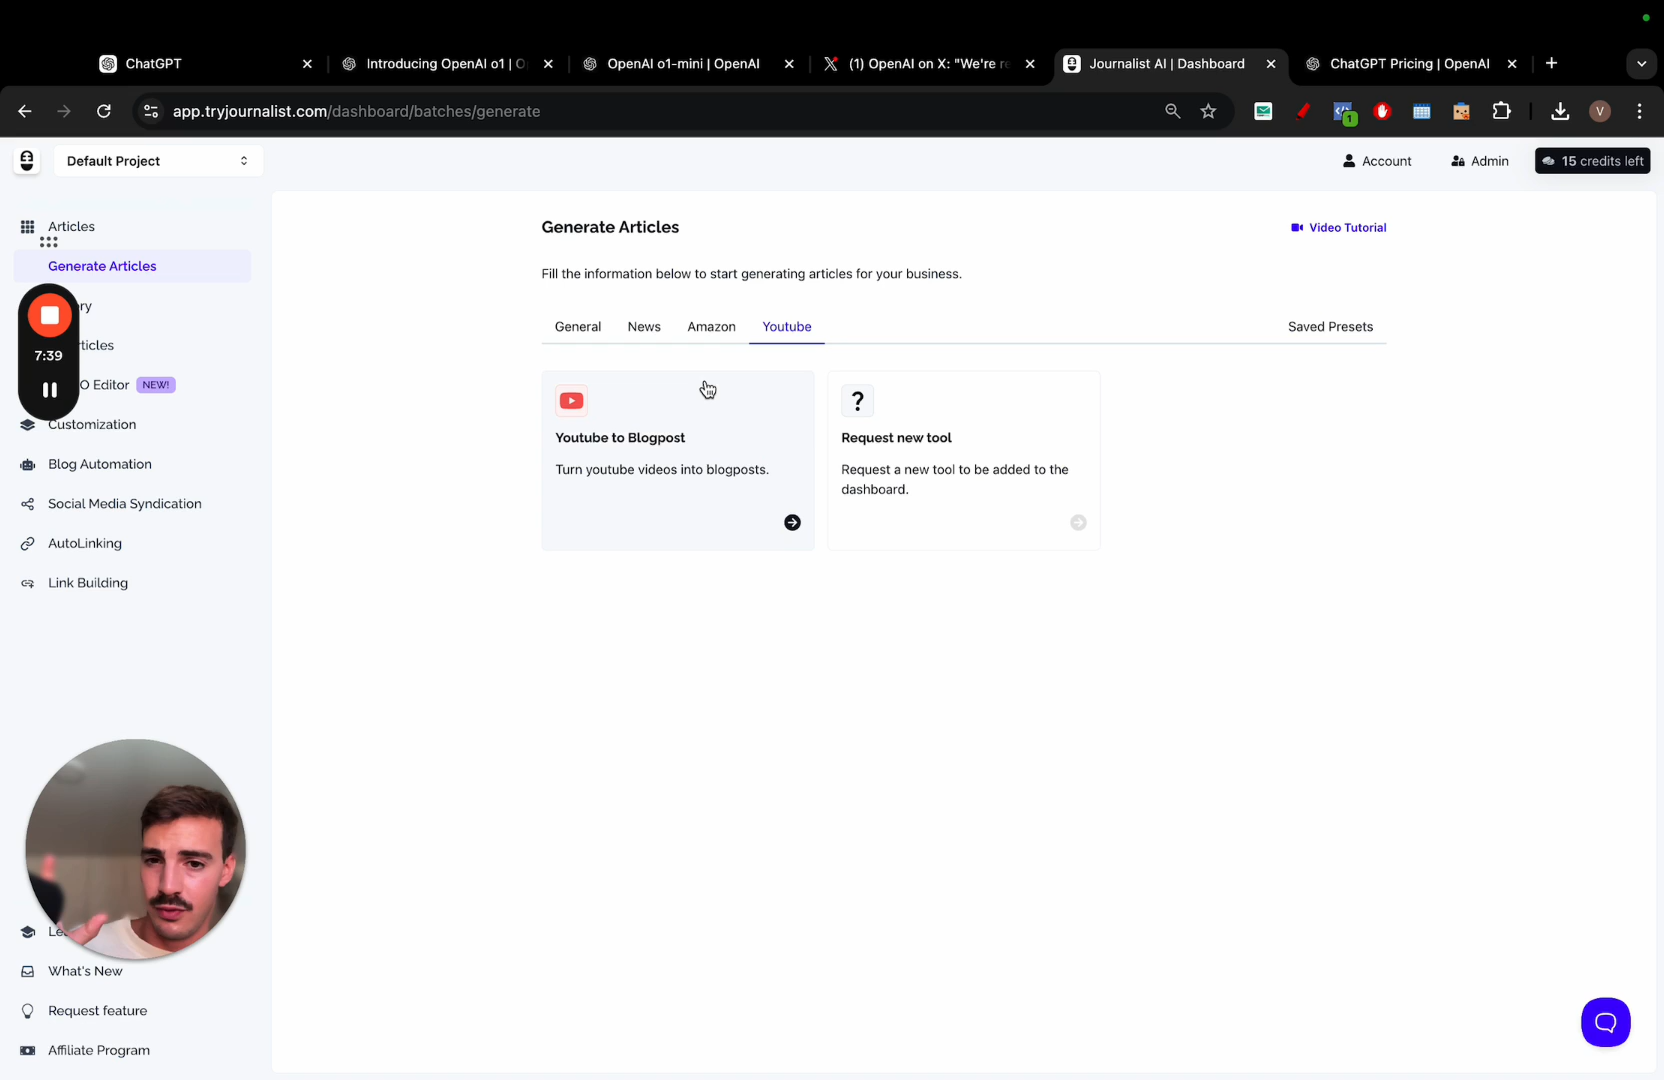 ChatGPT
Introducing OpenAI o1 | O
OpenAI o1-mini | OpenAI
(1) OpenAI on X: "We're re
Journalist AI | Dashboard
ChatGPT Pricing | OpenAI
app.tryjournalist.com/dashboard/batches/generate
1
V
Default Project
Account
Admin
15 credits left
Articles
Generate Articles
ry
ticles
7:39
O Editor NEW!
Customization
Blog Automation
Social Media Syndication
AutoLinking
Link Building
Generate Articles
Video Tutorial
Fill the information below to start generating articles for your business.
General
News
Amazon
Youtube
Saved Presets
Youtube to Blogpost
Turn youtube videos into blogposts.
?
Request new tool
Request a new tool to be added to the
dashboard.
Le
What's New
Request feature
Affiliate Program